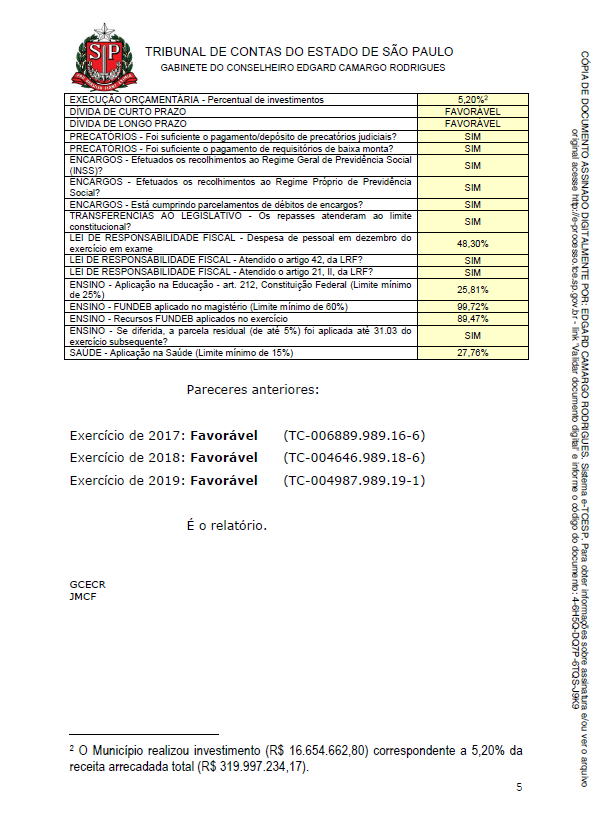 TRIBUNAL DE CONTAS DO ESTADO DE SÃO PAULO
GABINETE DO CONSELHEIRO EDGARD CAMARGO RODRIGUES
EXECUÇÃO ORÇAMENTÁRIA - Percentual de investimentos 5,20%²
DÍVIDA DE CURTO PRAZO FAVORÁVEL
DÍVIDA DE LONGO PRAZO FAVORÁVEL
PRECATÓRIOS - Foi suficiente o pagamento/depósito de precatórios judiciais? SIM
PRECATÓRIOS - Foi suficiente o pagamento de requisitórios de baixa monta? SIM
ENCARGOS - Efetuados os recolhimentos ao Regime Geral de Previdência Social
(INSS)? SIM
ENCARGOS - Efetuados os recolhimentos ao Regime Próprio de Previdência
Social? SIM
ENCARGOS - Está cumprindo parcelamentos de débitos de encargos? SIM
TRANSFERÊNCIAS AO LEGISLATIVO - Os repasses atenderam ao limite
constitucional? SIM
LEI DE RESPONSABILIDADE FISCAL - Despesa de pessoal em dezembro do
exercício em exame 48,30%
LEI DE RESPONSABILIDADE FISCAL - Atendido o artigo 42, da LRF? SIM
LEI DE RESPONSABILIDADE FISCAL - Atendido o artigo 21, II, da LRF? SIM
ENSINO - Aplicação na Educação - art. 212, Constituição Federal (Limite mínimo
de 25%) 25,81%
ENSINO - FUNDEB aplicado no magistério (Limite mínimo de 60%) 99,72%
ENSINO - Recursos FUNDEB aplicados no exercício 89,47%
ENSINO - Se diferida, a parcela residual (de até 5%) foi aplicada até 31.03 do
exercício subsequente? SIM
SAÚDE - Aplicação na Saúde (Limite mínimo de 15%) 27,76%
Pareceres anteriores:
Exercício de 2017: Favorável (TC-006889.989.16-6)
Exercício de 2018: Favorável (TC-004646.989.18-6)
Exercício de 2019: Favorável (TC-004987.989.19-1)
É o relatório.
GCECR
JMCF
² O Município realizou investimento (R$ 16.654.662,80) correspondente a 5,20% da
receita arrecadada total (R$ 319.997.234,17).
5
CÓPIA DE DOCUMENTO ASSINADO DIGITALMENTE POR: EDGARD CAMARGO RODRIGUES. Sistema e-TCESP. Para obter informações sobre assinatura e/ou ver o arquivo
original acesse http://e-processo.tce.sp.gov.br - link 'Validar documento digital' e informe o código do documento: 4-6H5Q-DQ7P-6TQS-J9K9